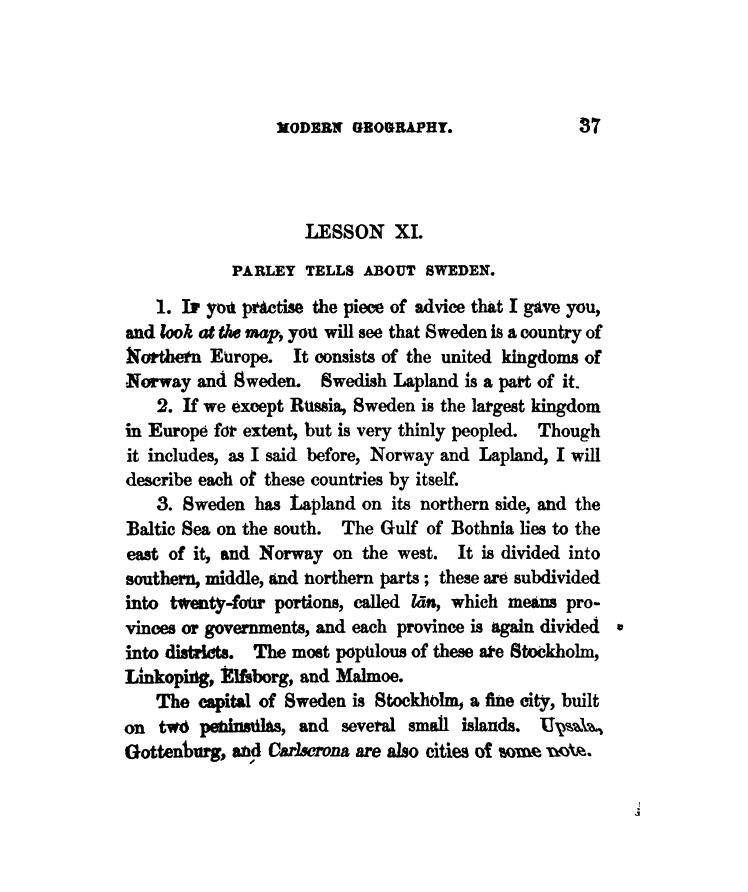 MODERN GEOGRAPHY. 37
LESSON XI.
PARLEY TELLS ABOUT SWEDEN.
1. If you practise the piece of advice that I gave you,
and look at the map, you will see that Sweden is a country of
Northern Europe. It consists of the united kingdoms of
Norway and Sweden. Swedish Lapland is a part of it.
2. If we except Russia, Sweden is the largest kingdom
in Europe for extent, but is very thinly peopled. Though
it includes, as I said before, Norway and Lapland, I will
describe each of these countries by itself.
3. Sweden has Lapland on its northern side, and the
Baltic Sea on the south. The Gulf of Bothnia lies to the
east of it, and Norway on the west. It is divided into
southern, middle, and northern parts; these are subdivided
into twenty-four portions, called län, which means pro-
vinces or governments, and each province is again divided
into districts. The most populous of these are Stockholm,
Linkoping, Elfsborg, and Malmoe.
The capital of Sweden is Stockholm, a fine city, built
on two peninsulas, and several small islands. Upsala,
Gottenburg, and Carlscrona are also cities of some note.